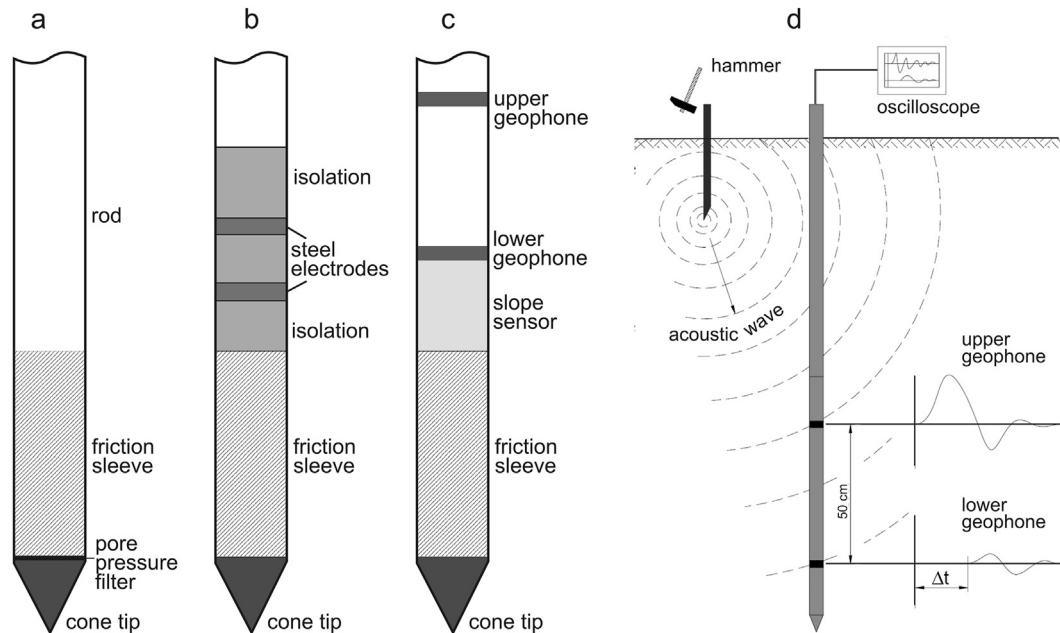 a
rod
friction
sleeve
pore
pressure
filter
cone tip
b
isolation
steel
electrodes
isolation
friction
sleeve
cone tip
c
upper
geophone
lower
geophone
slope
sensor
friction
sleeve
cone tip
d
hammer
oscilloscope
acoustic wave
upper
geophone
50 cm
lower
geophone
Δt